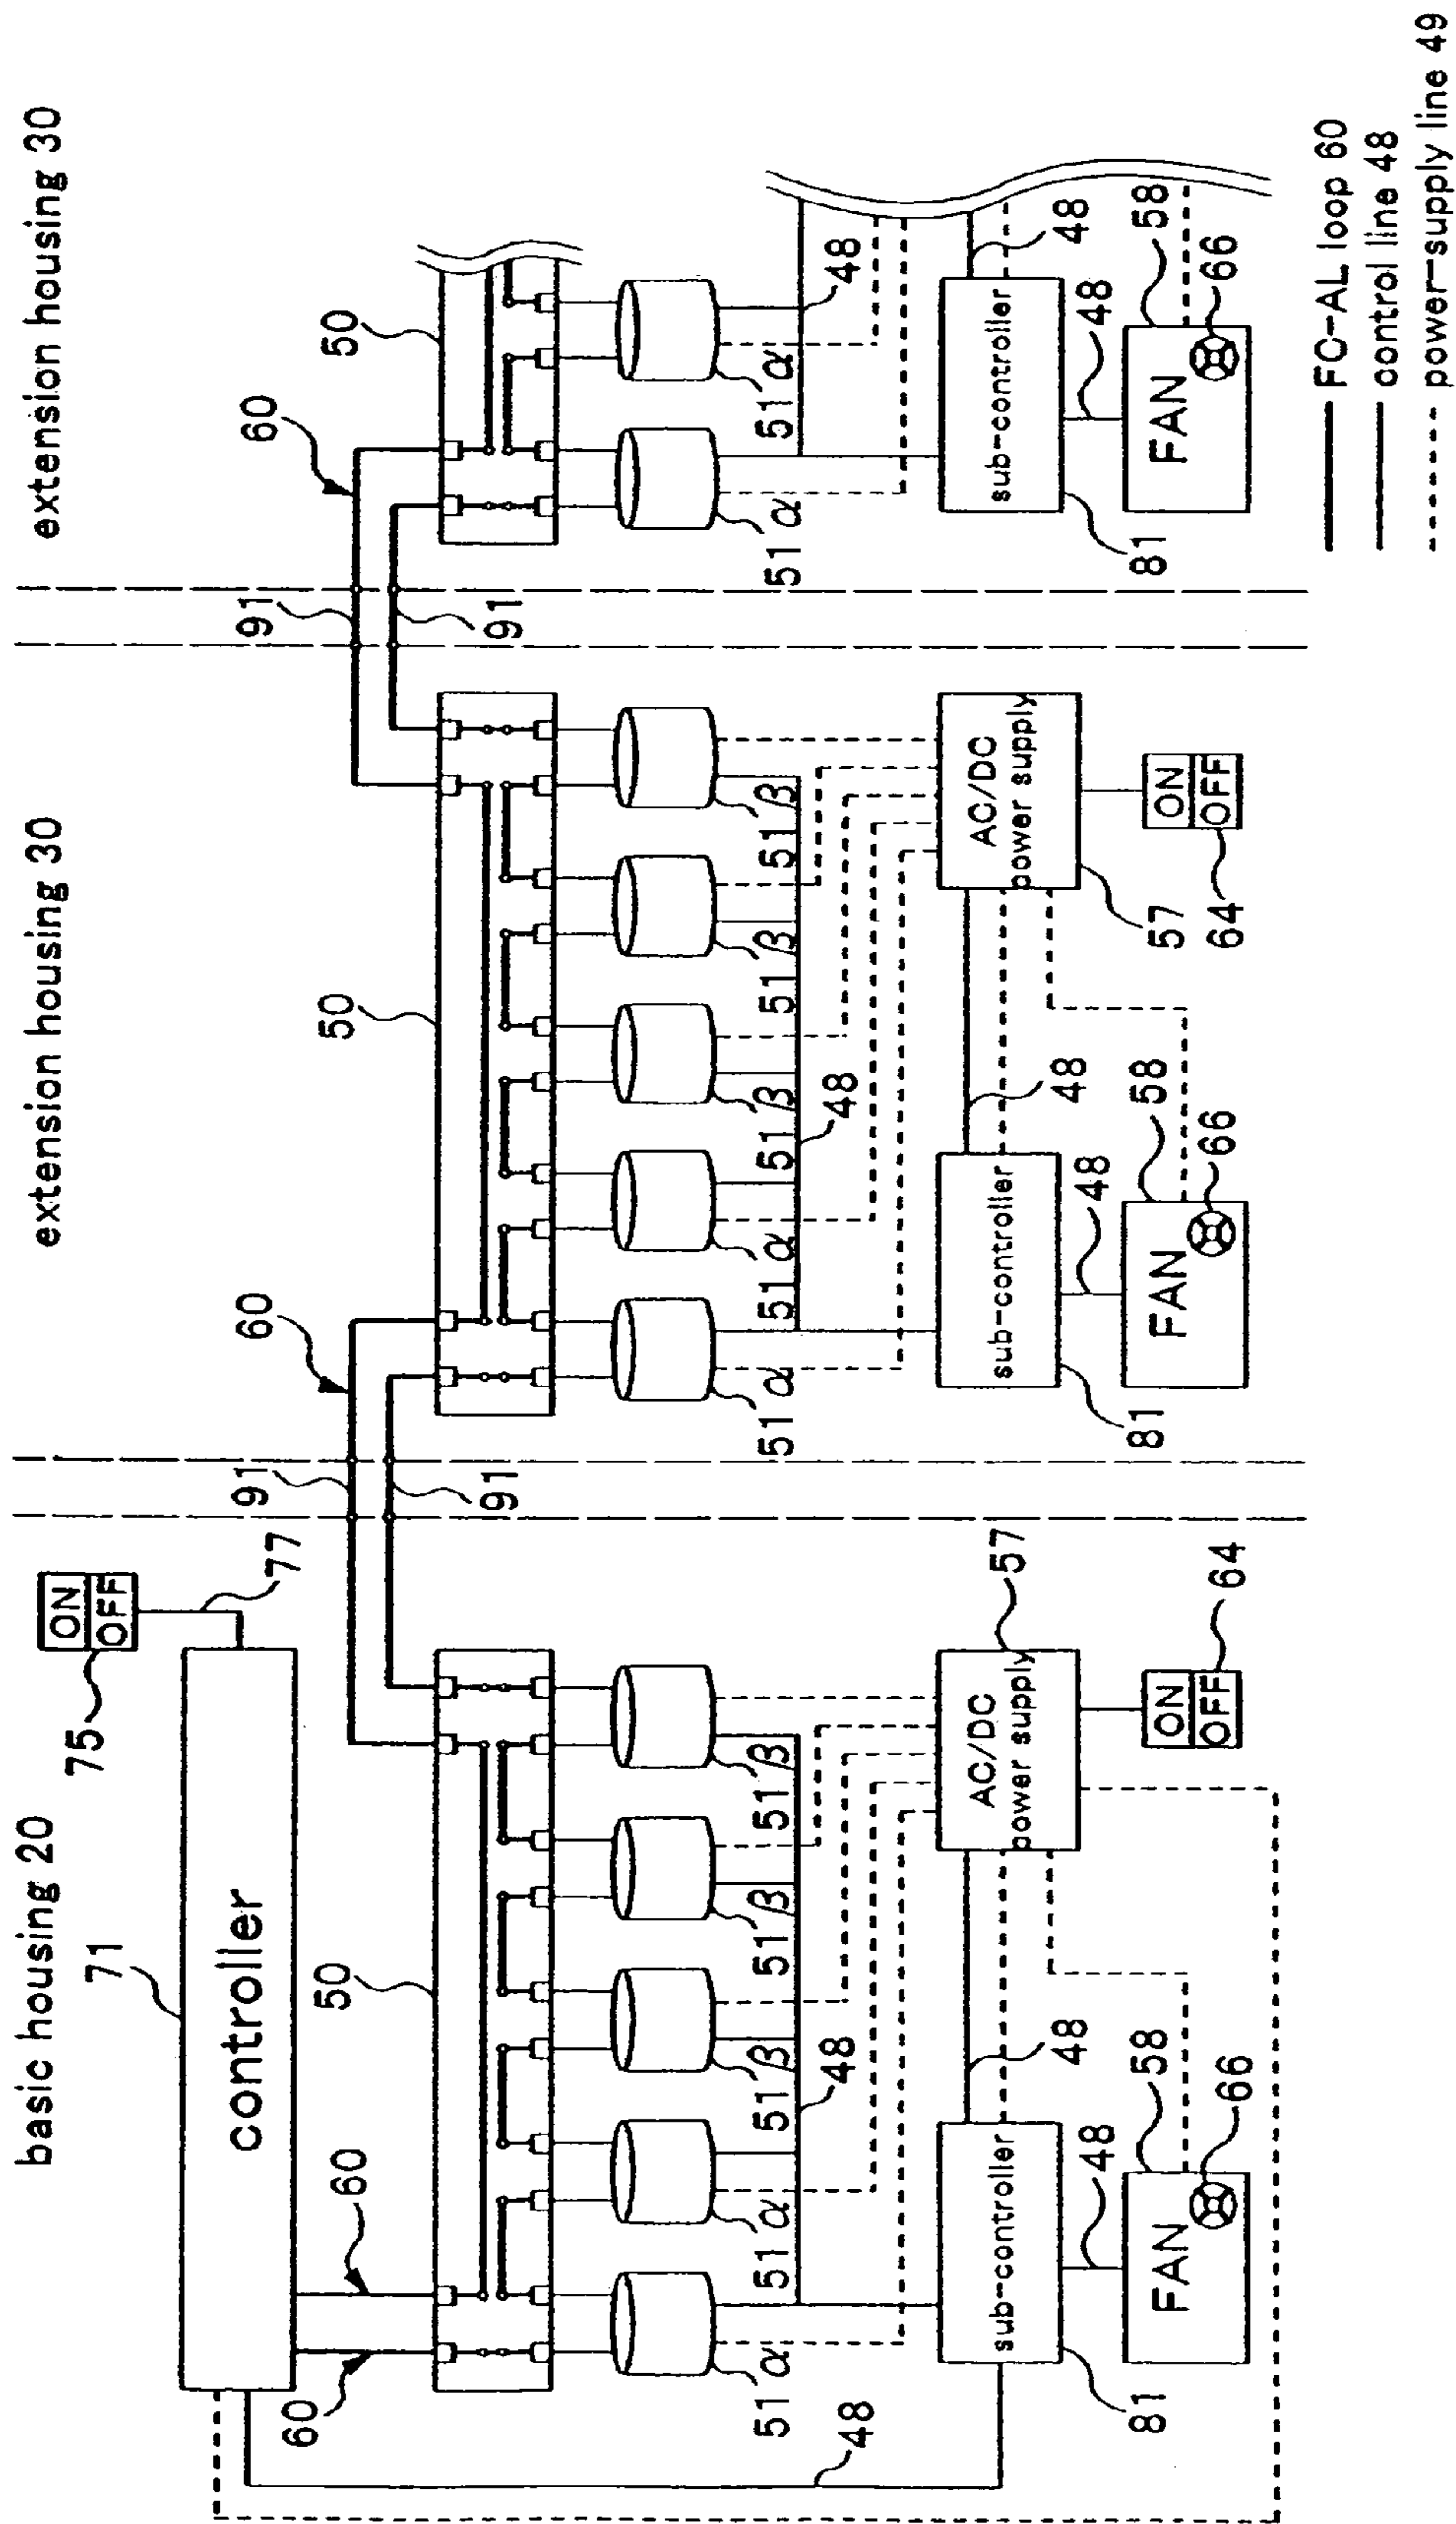 basic housing 20
71
controller
75
ON
OFF
77
60
60
50
51 α
51 α
51 β
51 β
51 β
48
48
sub-controller
81
48
48
AC/DC
power supply
57
ON
OFF
64
FAN
58
66
91
91
extension housing 30
60
50
51 α
51 α
51 β
51 β
51 β
48
sub-controller
81
48
48
AC/DC
power supply
57
ON
OFF
64
FAN
58
66
91
91
extension housing 30
60
50
51 α
51 α
48
sub-controller
81
48
48
FAN
58
66
FC-AL loop 60
control line 48
power-supply line 49